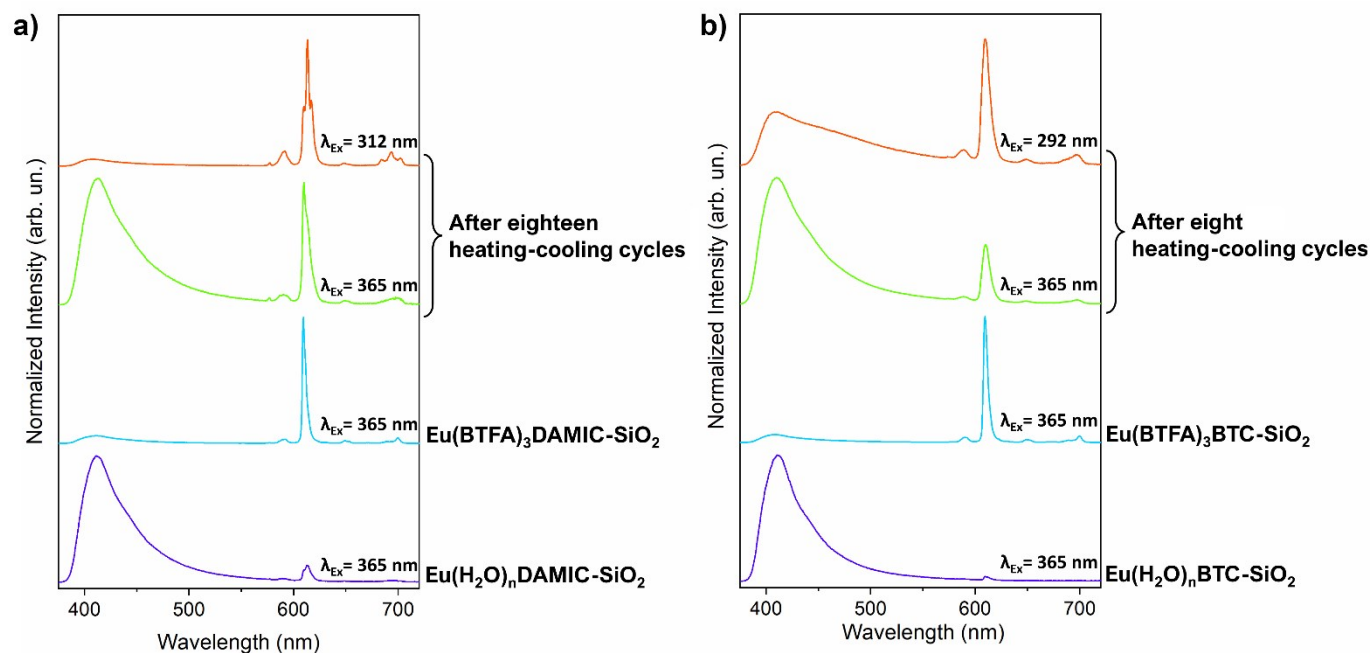 a)
Normalized Intensity (arb. un.)
λEx= 312 nm
λEx= 365 nm
After eighteen
heating-cooling cycles
λEx= 365 nm
Eu(BTFA)₃DAMIC-SiO₂
λEx= 365 nm
Eu(H₂O)ₙDAMIC-SiO₂
400 500 600 700
Wavelength (nm)
b)
Normalized Intensity (arb. un.)
λEx= 292 nm
λEx= 365 nm
After eight
heating-cooling cycles
λEx= 365 nm
Eu(BTFA)₃BTC-SiO₂
λEx= 365 nm
Eu(H₂O)ₙBTC-SiO₂
400 500 600 700
Wavelength (nm)